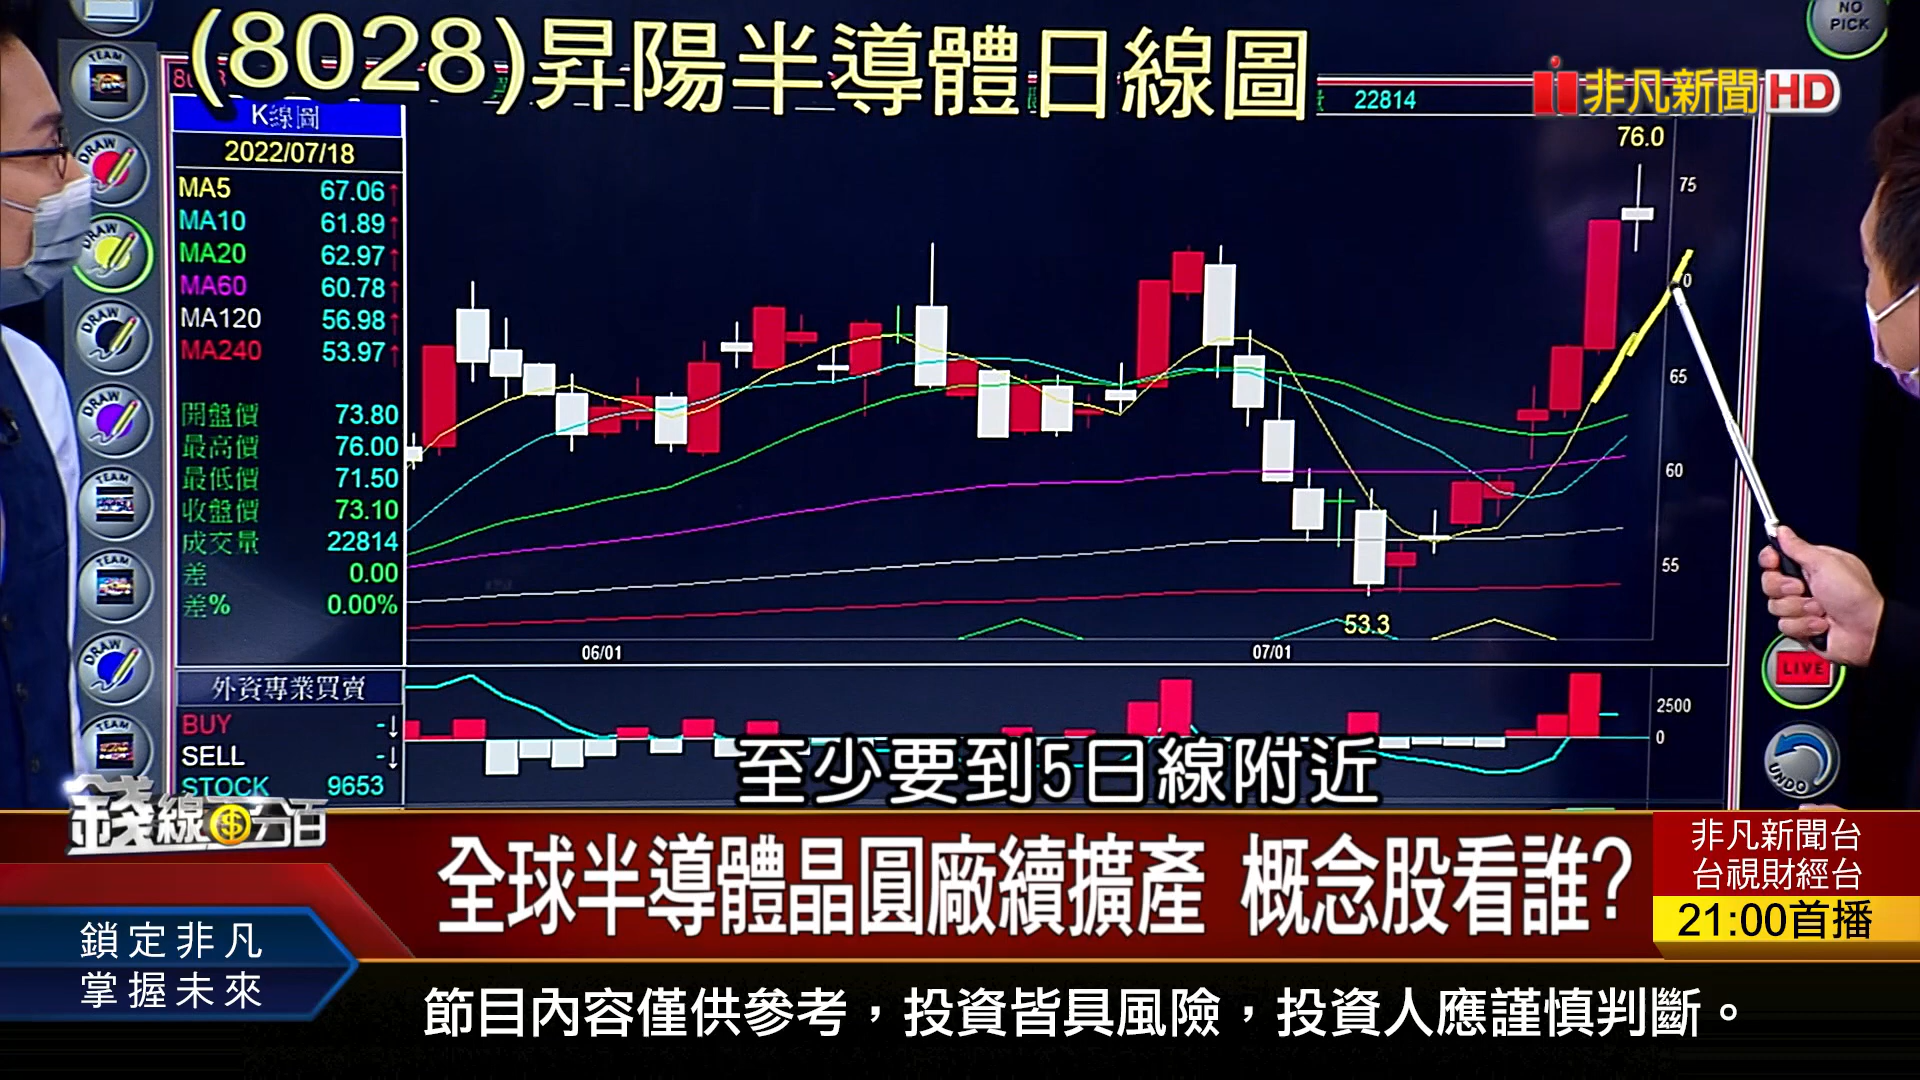 (8028)昇陽半導體日線圖
22814
非凡新聞HD
NO
PICK
K線圖
2022/07/18
MA5 67.06↑
MA10 61.89↑
MA20 62.97↑
MA60 60.78↑
MA120 56.98↑
MA240 53.97↑
開盤價 73.80
最高價 76.00
最低價 71.50
收盤價 73.10
成交量 22814
差 0.00
差% 0.00%
76.0
75
70
65
60
55
53.3
06/01
07/01
外資專業買賣
BUY -↓
SELL -↓
STOCK 9653
2500
0
TEAM
DRAW
DRAW
DRAW
DRAW
TEAM
TEAM
DRAW
TEAM
LIVE
UNDO
至少要到5日線附近
錢線百分百
全球半導體晶圓廠續擴產 概念股看誰?
非凡新聞台
台視財經台
21:00首播
鎖定非凡
掌握未來
節目內容僅供參考，投資皆具風險，投資人應謹慎判斷。